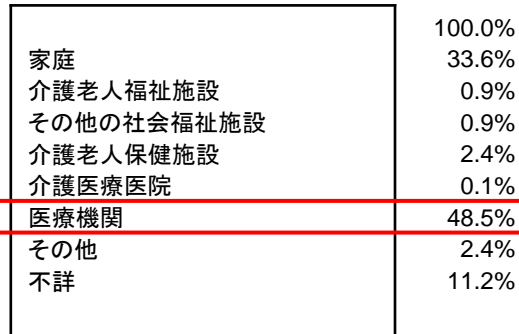 100.0%
家庭 33.6%
介護老人福祉施設 0.9%
その他の社会福祉施設 0.9%
介護老人保健施設 2.4%
介護医療医院 0.1%
医療機関 48.5%
その他 2.4%
不詳 11.2%